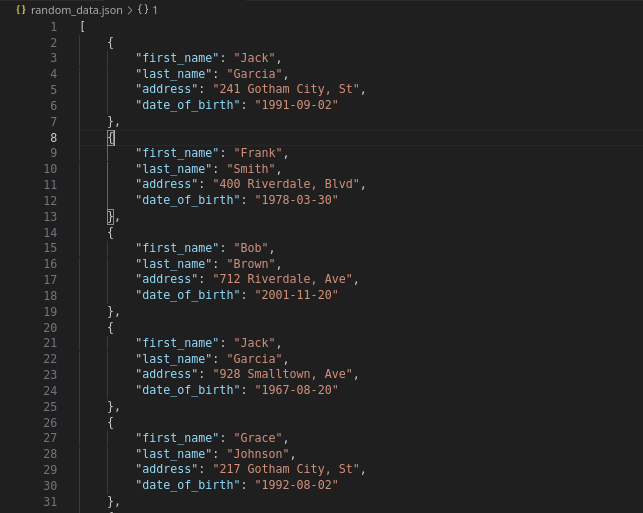 {} random_data.json > {} 1
1 [
2     {
3         "first_name": "Jack",
4         "last_name": "Garcia",
5         "address": "241 Gotham City, St",
6         "date_of_birth": "1991-09-02"
7     },
8     {
9         "first_name": "Frank",
10         "last_name": "Smith",
11         "address": "400 Riverdale, Blvd",
12         "date_of_birth": "1978-03-30"
13     },
14     {
15         "first_name": "Bob",
16         "last_name": "Brown",
17         "address": "712 Riverdale, Ave",
18         "date_of_birth": "2001-11-20"
19     },
20     {
21         "first_name": "Jack",
22         "last_name": "Garcia",
23         "address": "928 Smalltown, Ave",
24         "date_of_birth": "1967-08-20"
25     },
26     {
27         "first_name": "Grace",
28         "last_name": "Johnson",
29         "address": "217 Gotham City, St",
30         "date_of_birth": "1992-08-02"
31     },